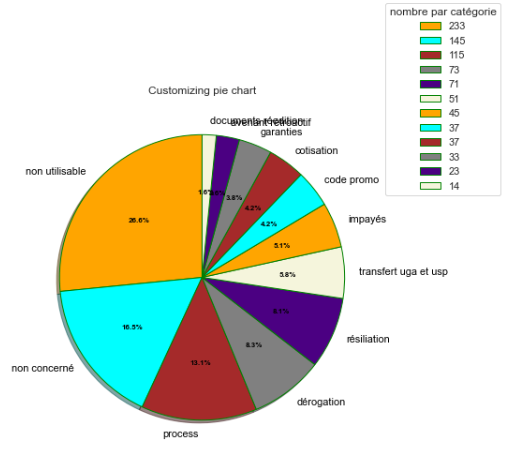 nombre par catégorie
233
145
115
73
71
51
45
37
37
33
23
14
Customizing pie chart
documents réédition
avenant rétroactif
garanties
cotisation
code promo
impayés
transfert uga et usp
résiliation
dérogation
process
non concerné
non utilisable
1.6%
3.8%
4.2%
4.2%
5.1%
5.8%
8.1%
8.3%
13.1%
16.5%
26.6%